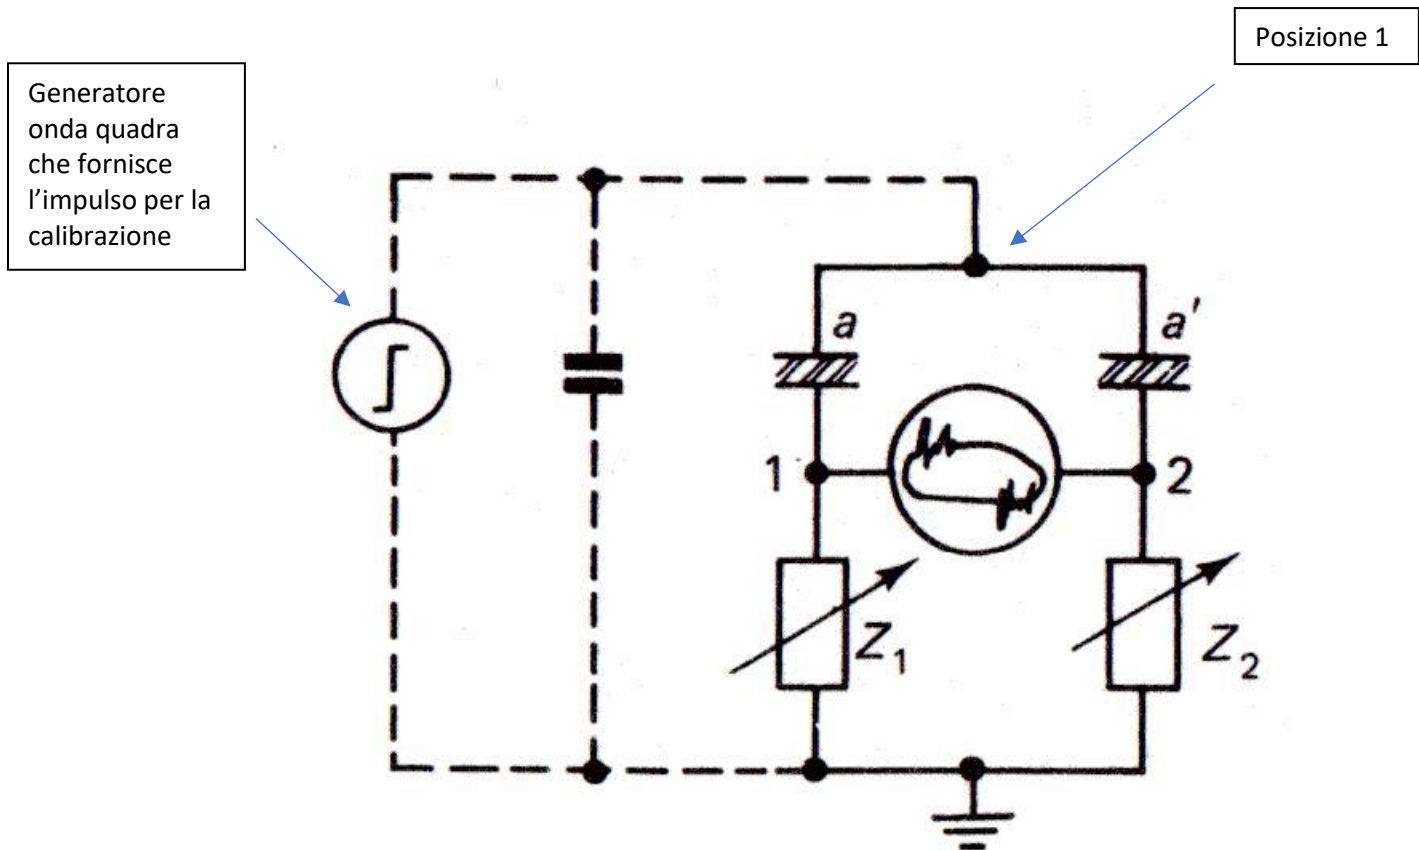 Posizione 1
Generatore
onda quadra
che fornisce
l’impulso per la
calibrazione
a
a'
1
2
Z1
Z2